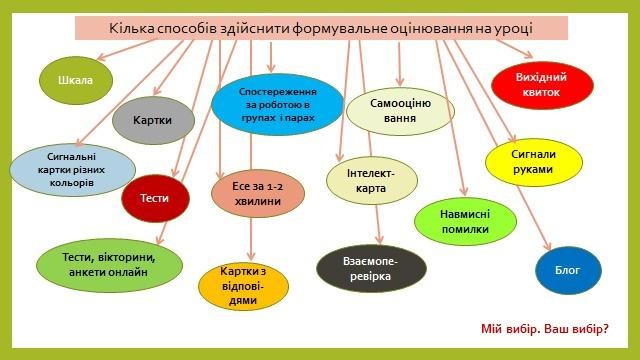 Кілька способів здійснити формувальне оцінювання на уроці
Шкала
Картки
Спостереження
за роботою в
групах і парах
Самооціню
вання
Вихідний
квиток
Сигнальні
картки різних
кольорів
Тести
Есе за 1-2
хвилини
Інтелект-
карта
Сигнали
руками
Навмисні
помилки
Тести, вікторини,
анкети онлайн
Картки з
відпові-
дями
Взаємопе-
ревірка
Блог
Мій вибір. Ваш вибір?